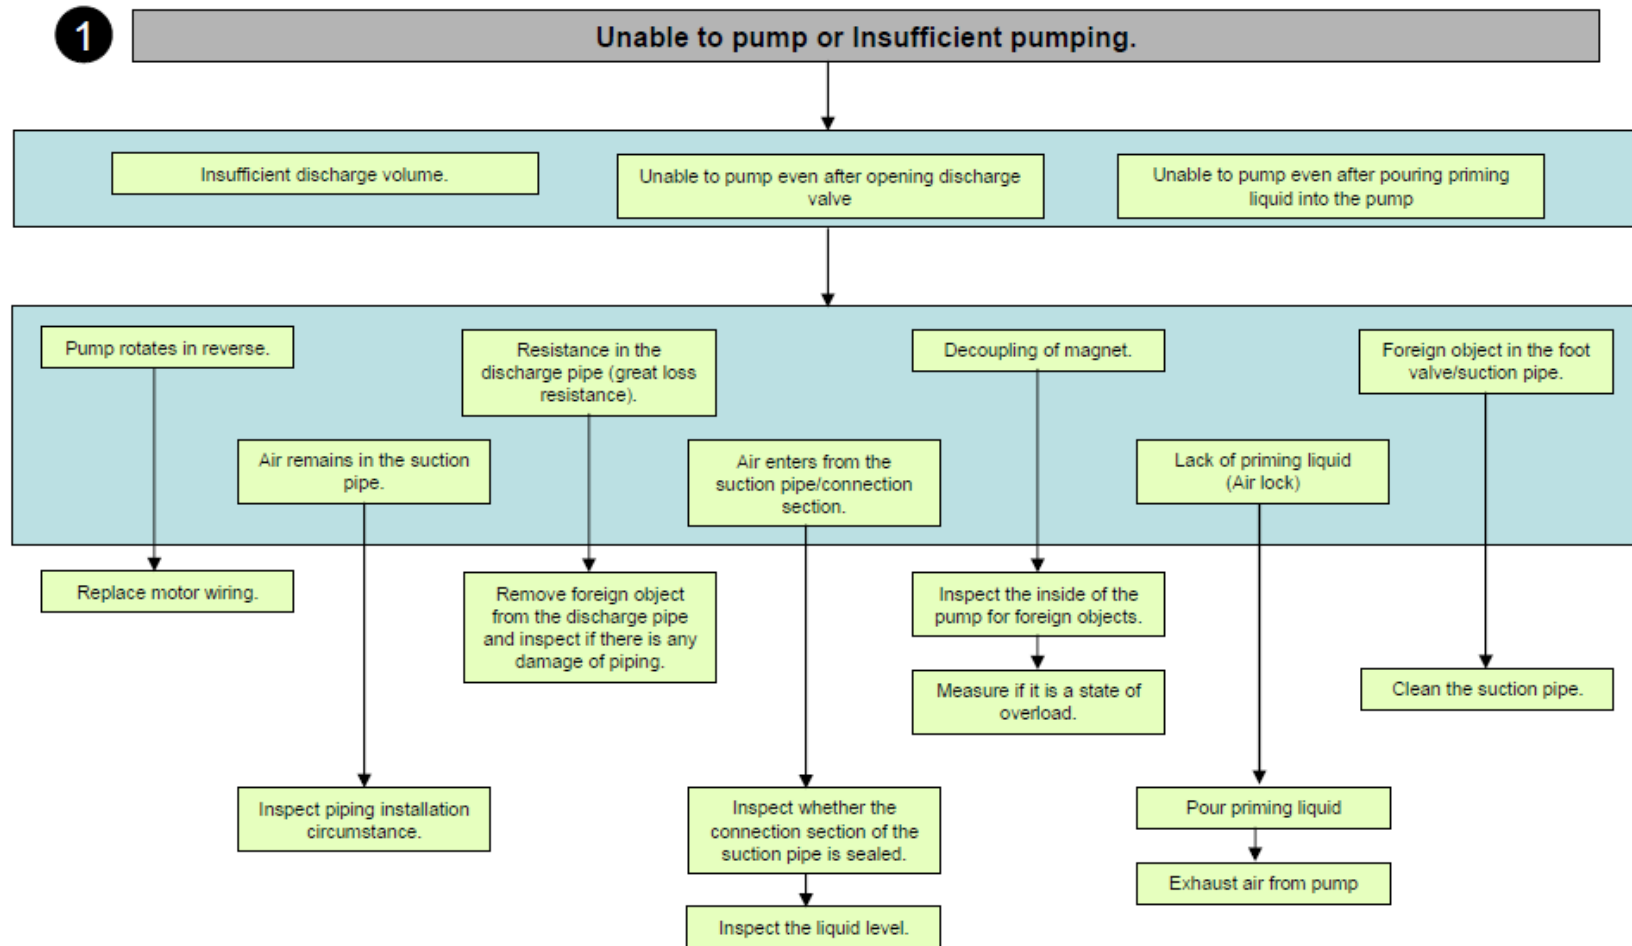 1
Unable to pump or Insufficient pumping.
Insufficient discharge volume.
Unable to pump even after opening discharge
valve
Unable to pump even after pouring priming
liquid into the pump
Pump rotates in reverse.
Resistance in the
discharge pipe (great loss
resistance).
Decoupling of magnet.
Foreign object in the foot
valve/suction pipe.
Air remains in the suction
pipe.
Air enters from the
suction pipe/connection
section.
Lack of priming liquid
(Air lock)
Replace motor wiring.
Remove foreign object
from the discharge pipe
and inspect if there is any
damage of piping.
Inspect the inside of the
pump for foreign objects.
Measure if it is a state of
overload.
Clean the suction pipe.
Inspect piping installation
circumstance.
Inspect whether the
connection section of the
suction pipe is sealed.
Inspect the liquid level.
Pour priming liquid
Exhaust air from pump